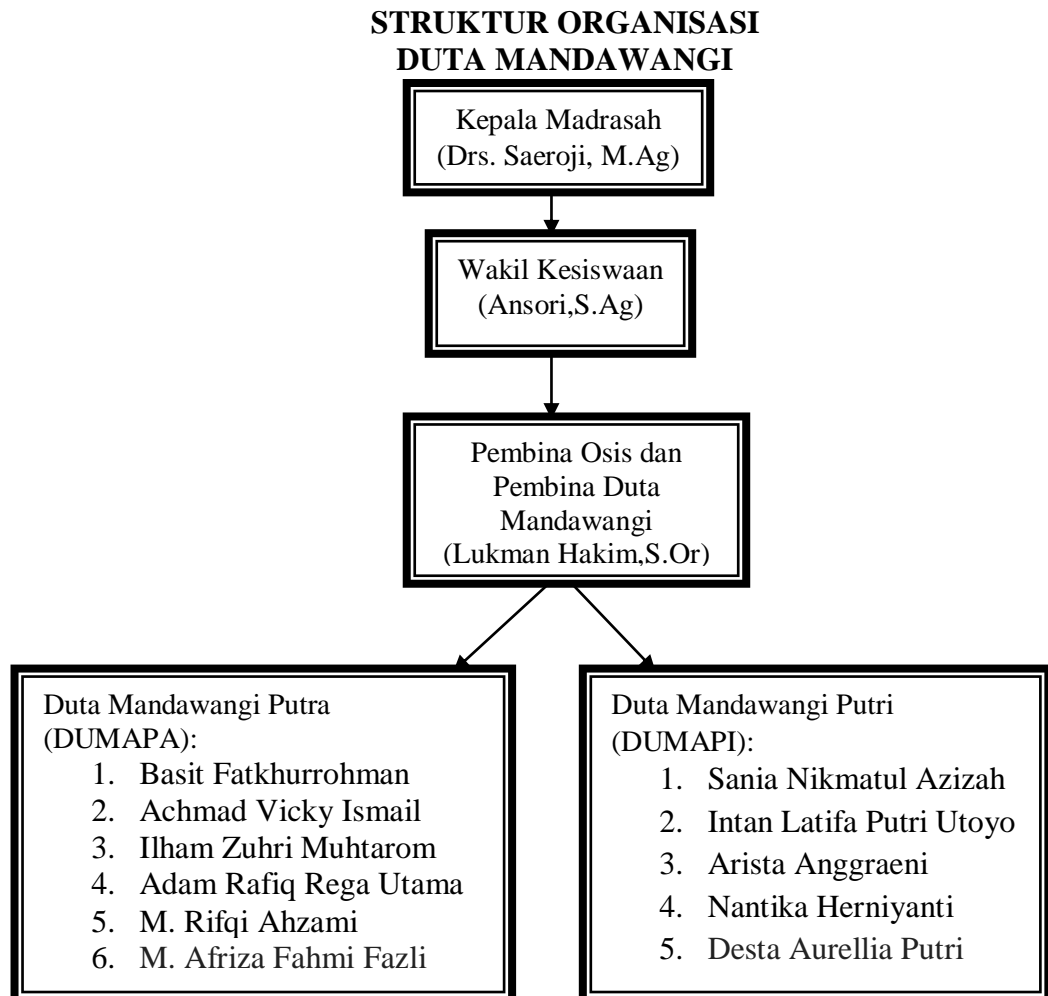 STRUKTUR ORGANISASI
DUTA MANDAWANGI
Kepala Madrasah
(Drs. Saeroji, M.Ag)
Wakil Kesiswaan
(Ansori,S.Ag)
Pembina Osis dan
Pembina Duta
Mandawangi
(Lukman Hakim,S.Or)
Duta Mandawangi Putra
(DUMAPA):
1. Basit Fatkhurrohman
2. Achmad Vicky Ismail
3. Ilham Zuhri Muhtarom
4. Adam Rafiq Rega Utama
5. M. Rifqi Ahzami
6. M. Afriza Fahmi Fazli
Duta Mandawangi Putri
(DUMAPI):
1. Sania Nikmatul Azizah
2. Intan Latifa Putri Utoyo
3. Arista Anggraeni
4. Nantika Herniyanti
5. Desta Aurellia Putri